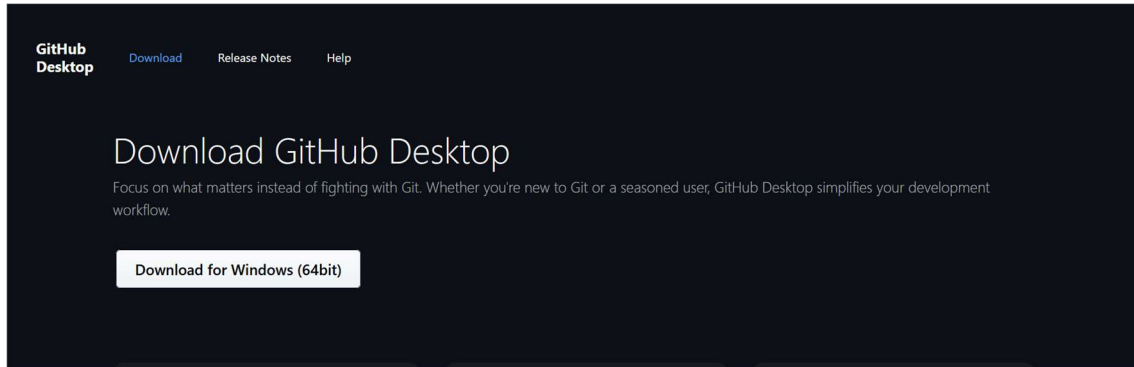 GitHub
Desktop
Download
Release Notes
Help
Download GitHub Desktop
Focus on what matters instead of fighting with Git. Whether you're new to Git or a seasoned user, GitHub Desktop simplifies your development
workflow.
Download for Windows (64bit)